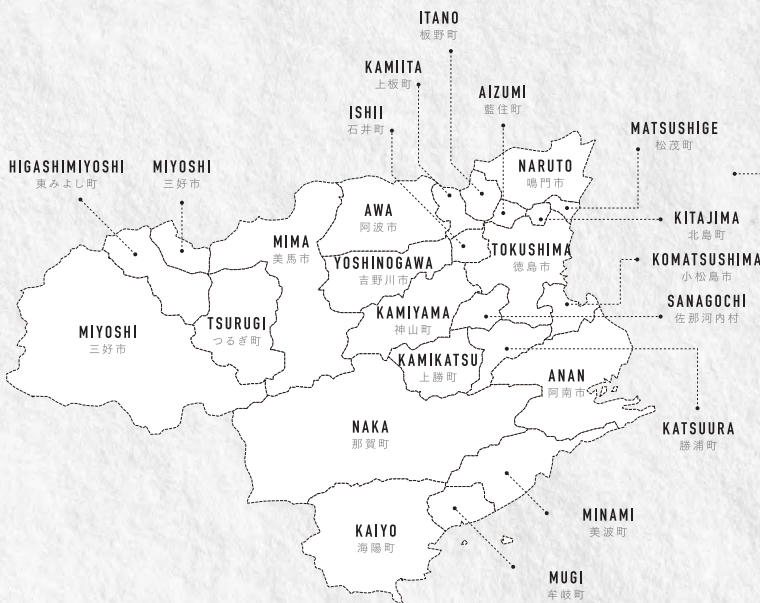 ITANO
板野町
KAMIITA
上板町
AIZUMI
藍住町
ISHII
石井町
MATSUSHIGE
松茂町
HIGASHIMIYOSHI
東みよし町
MIYOSHI
三好市
NARUTO
鳴門市
AWA
阿波市
KITAJIMA
北島町
MIMA
美馬市
TOKUSHIMA
徳島市
YOSHINOGAWA
吉野川市
KOMATSUSHIMA
小松島市
SANAGOCHI
佐那河内村
KAMIYAMA
神山町
MIYOSHI
三好市
TSURUGI
つるぎ町
KAMIKATSU
上勝町
ANAN
阿南市
NAKA
那賀町
KATSUURA
勝浦町
MINAMI
美波町
KAIYO
海陽町
MUGI
牟岐町